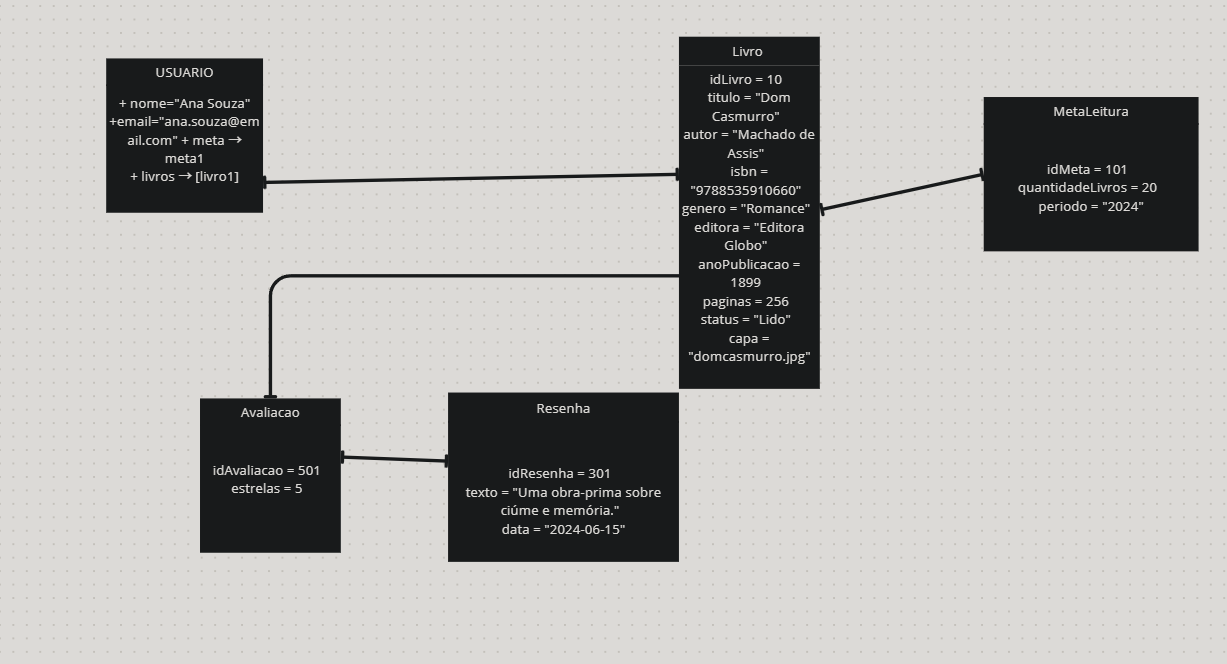 USUARIO
+ nome="Ana Souza"
+email="ana.souza@em
ail.com" + meta →
meta1
+ livros → [livro1]
Livro
idLivro = 10
titulo = "Dom
Casmurro"
autor = "Machado de
Assis"
isbn =
"9788535910660"
genero = "Romance"
editora = "Editora
Globo"
anoPublicacao =
1899
paginas = 256
status = "Lido"
capa =
"domcasmurro.jpg"
MetaLeitura
idMeta = 101
quantidadeLivros = 20
periodo = "2024"
Avaliacao
idAvaliacao = 501
estrelas = 5
Resenha
idResenha = 301
texto = "Uma obra-prima sobre
ciúme e memória."
data = "2024-06-15"